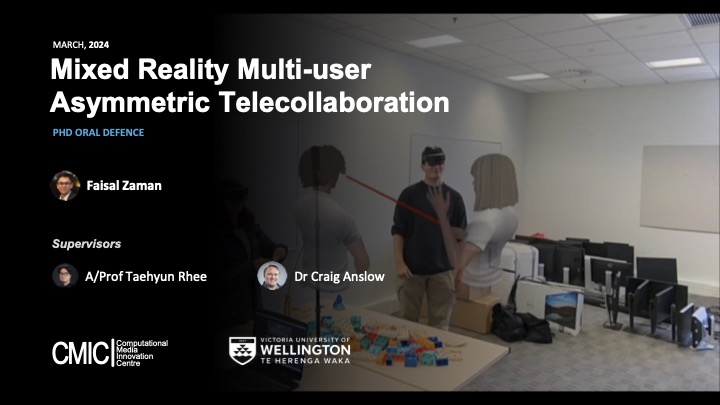 MARCH, 2024
Mixed Reality Multi-user
Asymmetric Telecollaboration
PHD ORAL DEFENCE
Faisal Zaman
Supervisors
A/Prof Taehyun Rhee
Dr Craig Anslow
CMIC
Computational
Media
Innovation
Centre
VICTORIA UNIVERSITY OF
WELLINGTON
TE HERENGA WAKA